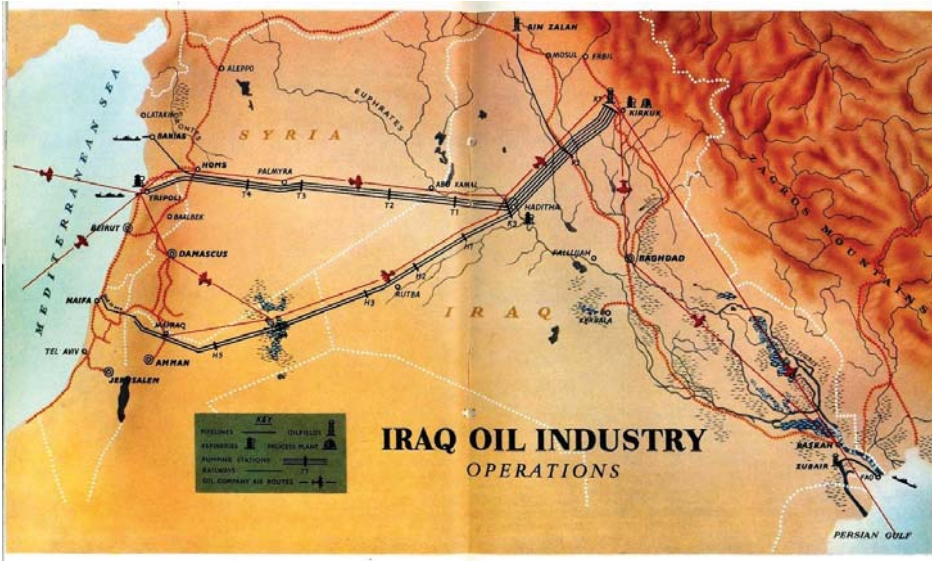 AIN ZALAH
MOSUL
ERBIL
ALEPPO
MEDITERRANEAN SEA
LATAKIA
ORONTES
EUPHRATES
SYRIA
K1
KIRKUK
BANIAS
HOMS
PALMYRA
ABU KAMAL
ZAGROS MOUNTAINS
TRIPOLI
T4
T3
T2
T1
HADITHA
K3
BAALBEK
BEIRUT
DAMASCUS
H1
FALLUJAH
BAGHDAD
H2
HAIFA
H3
RUTBA
IRAQ
KERBALA
MAFRAQ
TEL AVIV
AMMAN
H5
JERUSALEM
KEY
PIPELINES
OILFIELDS
REFINERIES
PROCESS PLANT
PUMPING STATIONS
RAILWAYS
OIL COMPANY AIR ROUTES
IRAQ OIL INDUSTRY
OPERATIONS
BASRAH
ZUBAIR
FAO
PERSIAN GULF